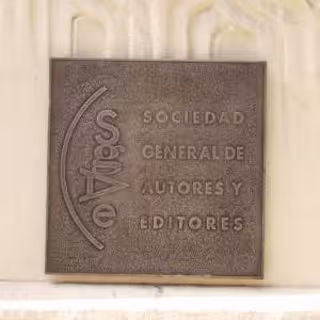 sgae
SOCIEDAD
GENERAL DE
AUTORES Y
EDITORES